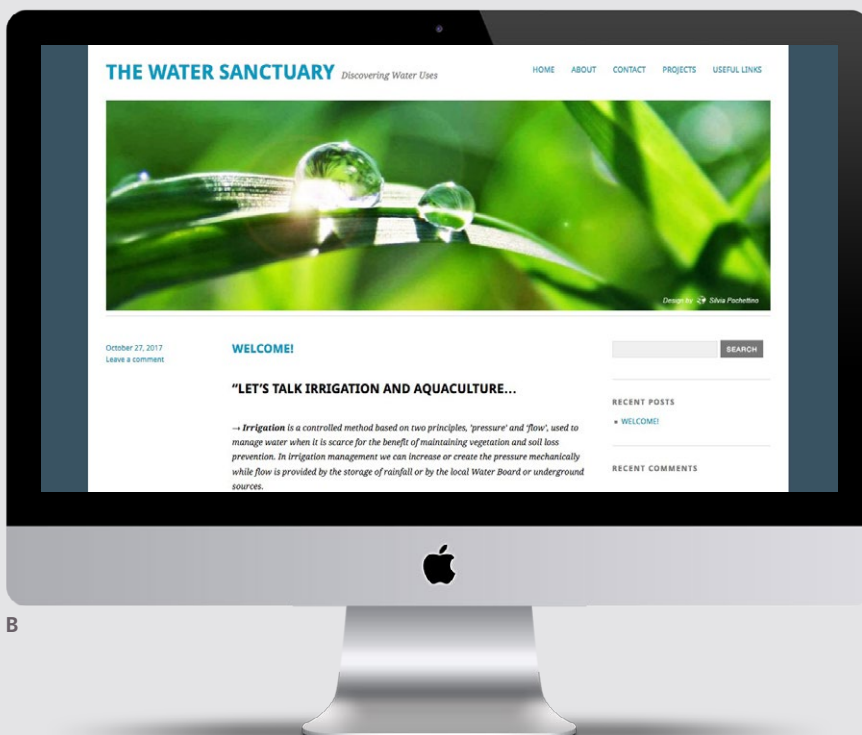 THE WATER SANCTUARY Discovering Water Uses
HOME ABOUT CONTACT PROJECTS USEFUL LINKS
Design by Silvia Pochettino
October 27, 2017
Leave a comment
WELCOME!
“LET’S TALK IRRIGATION AND AQUACULTURE…
→ Irrigation is a controlled method based on two principles, 'pressure' and 'flow', used to
manage water when it is scarce for the benefit of maintaining vegetation and soil loss
prevention. In irrigation management we can increase or create the pressure mechanically
while flow is provided by the storage of rainfall or by the local Water Board or underground
sources.
SEARCH
RECENT POSTS
WELCOME!
RECENT COMMENTS
B